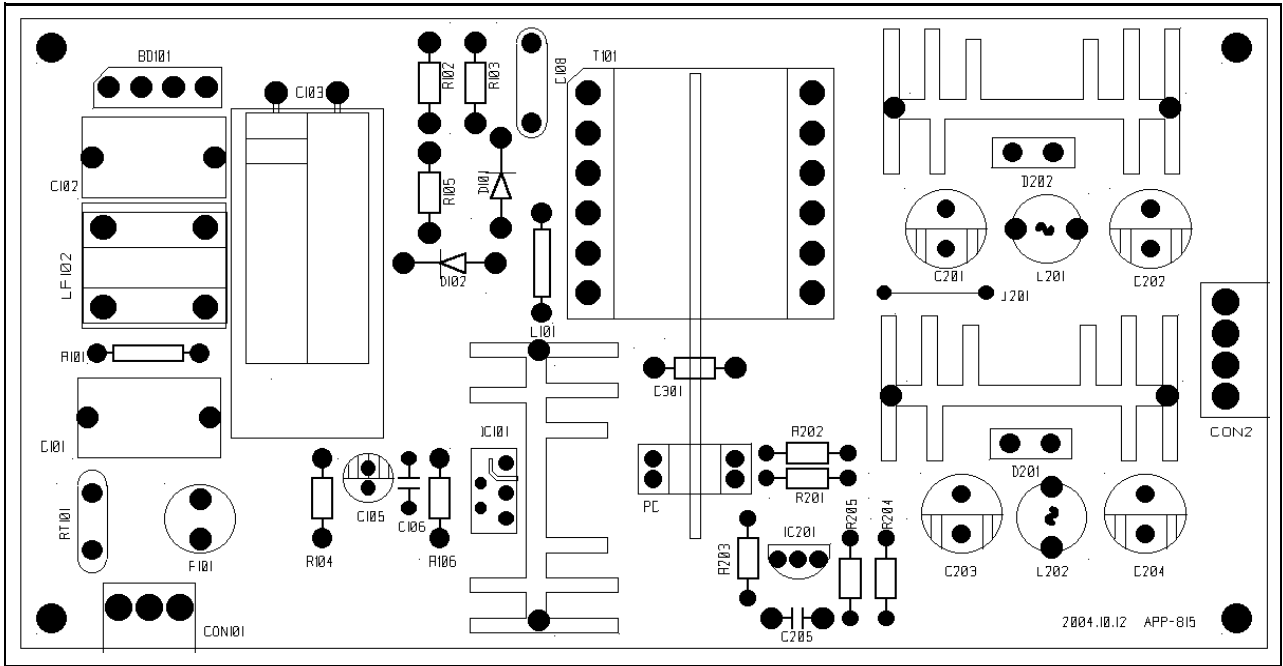 BD101
C103
R102
R103
C108
T101
C102
R105
D101
D202
LF102
D102
C201
L201
C202
J201
L101
R101
C301
C101
IC101
R202
CON2
D201
R201
RT101
C105
C106
PC
R205
R204
F101
R104
R106
R203
IC201
C203
L202
C204
CON101
C205
2004.10.12 APP-815